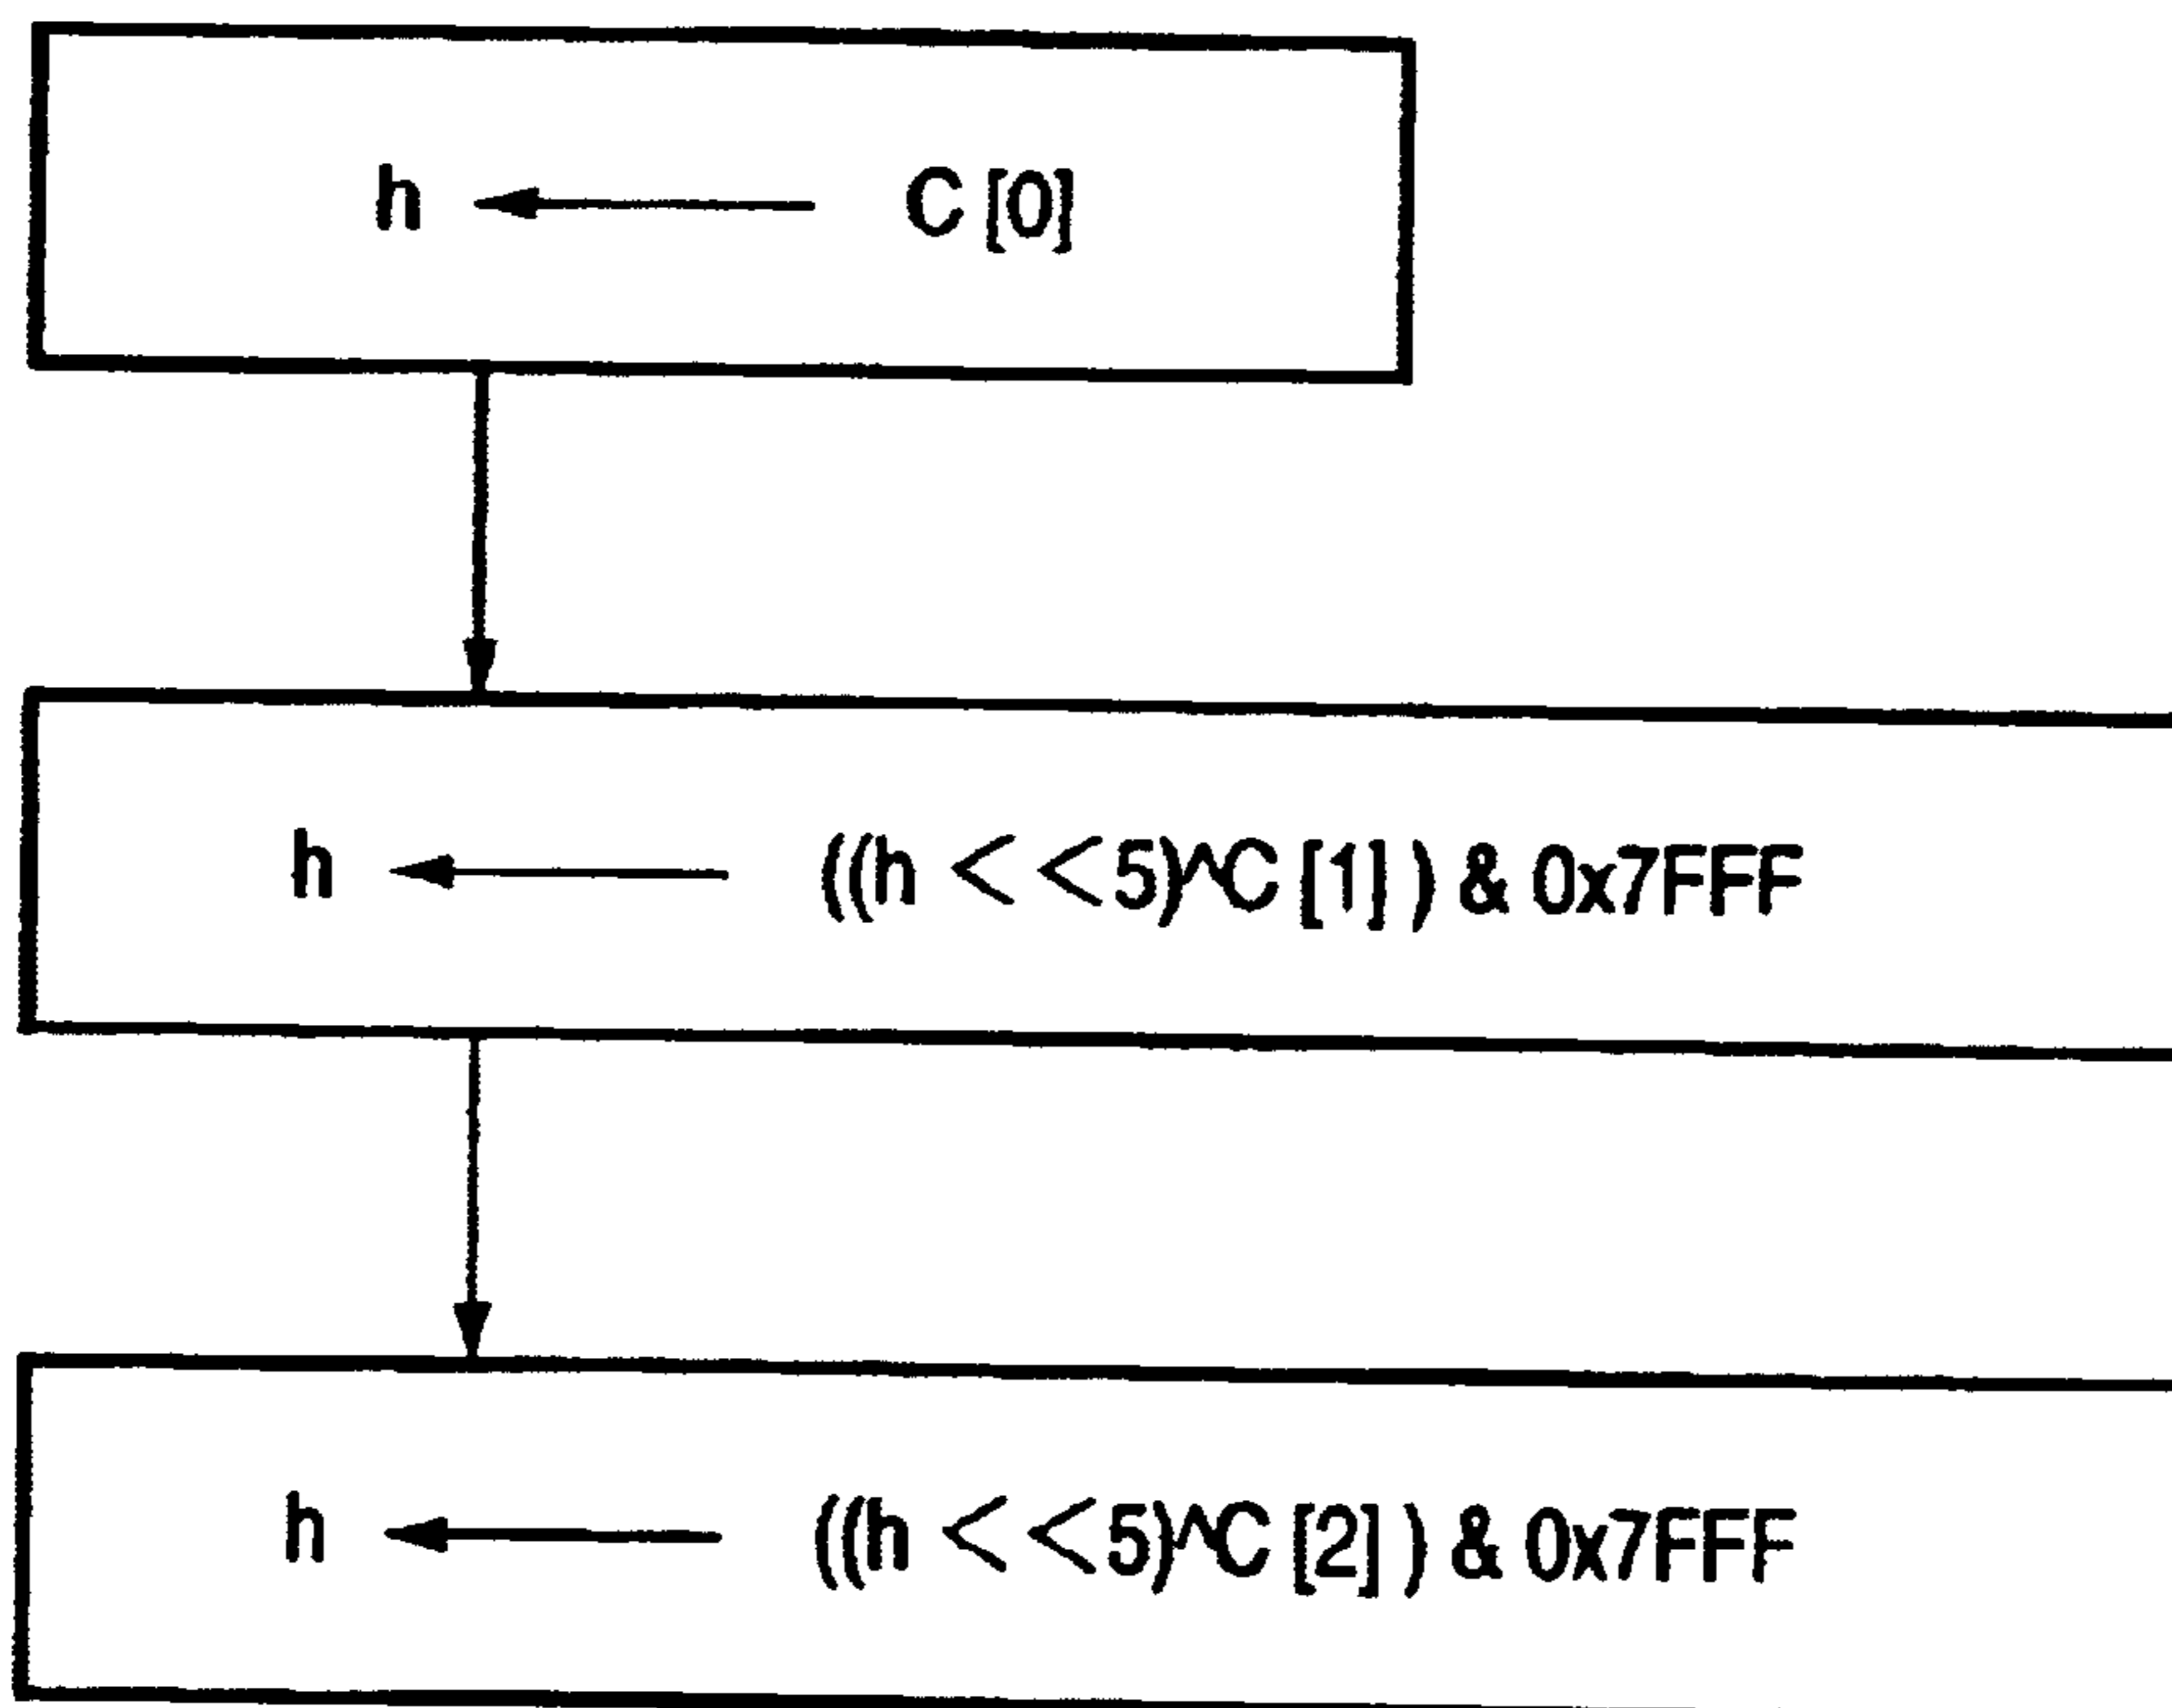 h ← C [0]
h ← ((h < <5)^C [1] ) & 0x7FFF
h ← ((h < <5)^C [2] ) & 0x7FFF